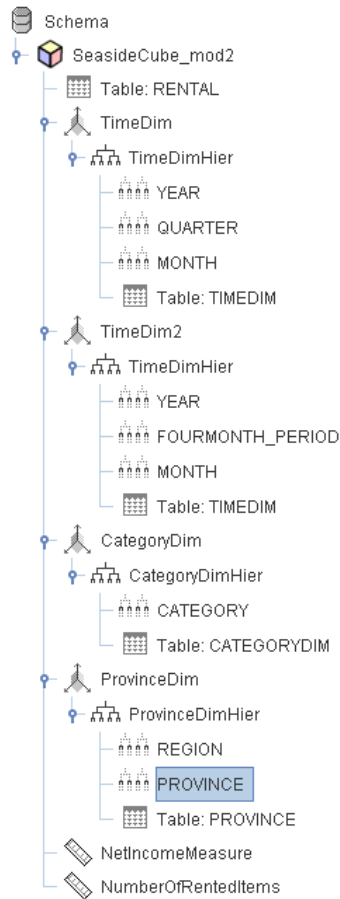 Schema
SeasideCube_mod2
Table: RENTAL
TimeDim
TimeDimHier
YEAR
QUARTER
MONTH
Table: TIMEDIM
TimeDim2
TimeDimHier
YEAR
FOURMONTH_PERIOD
MONTH
Table: TIMEDIM
CategoryDim
CategoryDimHier
CATEGORY
Table: CATEGORYDIM
ProvinceDim
ProvinceDimHier
REGION
PROVINCE
Table: PROVINCE
NetIncomeMeasure
NumberOfRentedItems